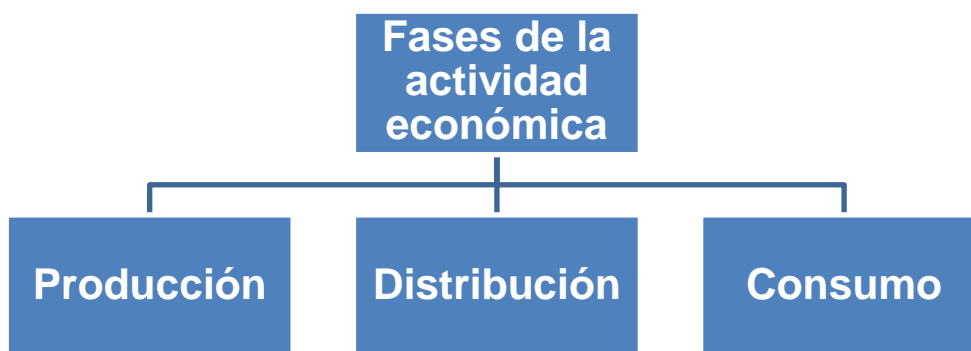 Fases de la
actividad
económica
Producción
Distribución
Consumo